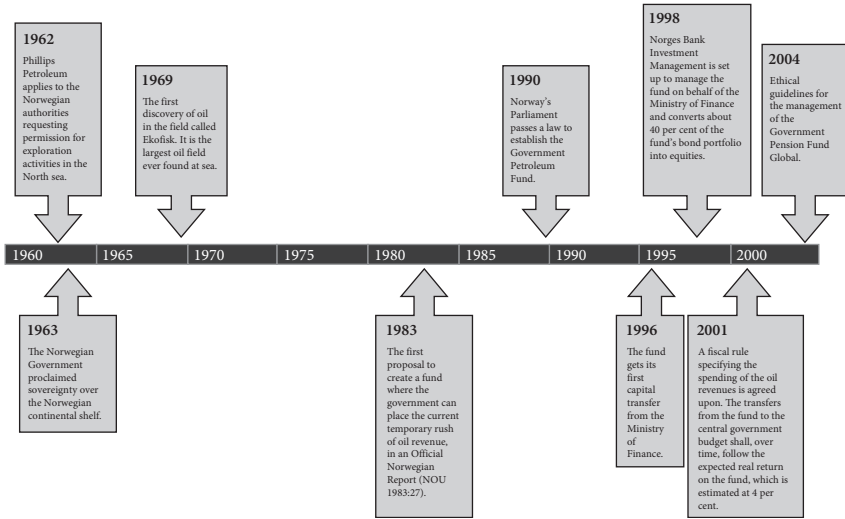 1962
Phillips
Petroleum
applies to the
Norwegian
authorities
requesting
permission for
exploration
activities in the
North sea.
1969
The first
discovery of oil
in the field called
Ekofisk. It is the
largest oil field
ever found at sea.
1990
Norway's
Parliament
passes a law to
establish the
Government
Petroleum
Fund.
1998
Norges Bank
Investment
Management is set
up to manage the
fund on behalf of the
Ministry of Finance
and converts about
40 per cent of the
fund's bond portfolio
into equities.
2004
Ethical
guidelines for
the management
of the
Government
Pension Fund
Global.
1960 1965 1970 1975 1980 1985 1990 1995 2000
1963
The Norwegian
Government
proclaimed
sovereignty over
the Norwegian
continental shelf.
1983
The first
proposal to
create a fund
where the
government can
place the current
temporary rush
of oil revenue,
in an Official
Norwegian
Report (NOU
1983:27).
1996
The fund
gets its
first
capital
transfer
from the
Ministry
of
Finance.
2001
A fiscal rule
specifying the
spending of the oil
revenues is agreed
upon. The transfers
from the fund to the
central government
budget shall, over
time, follow the
expected real return
on the fund, which is
estimated at 4 per
cent.